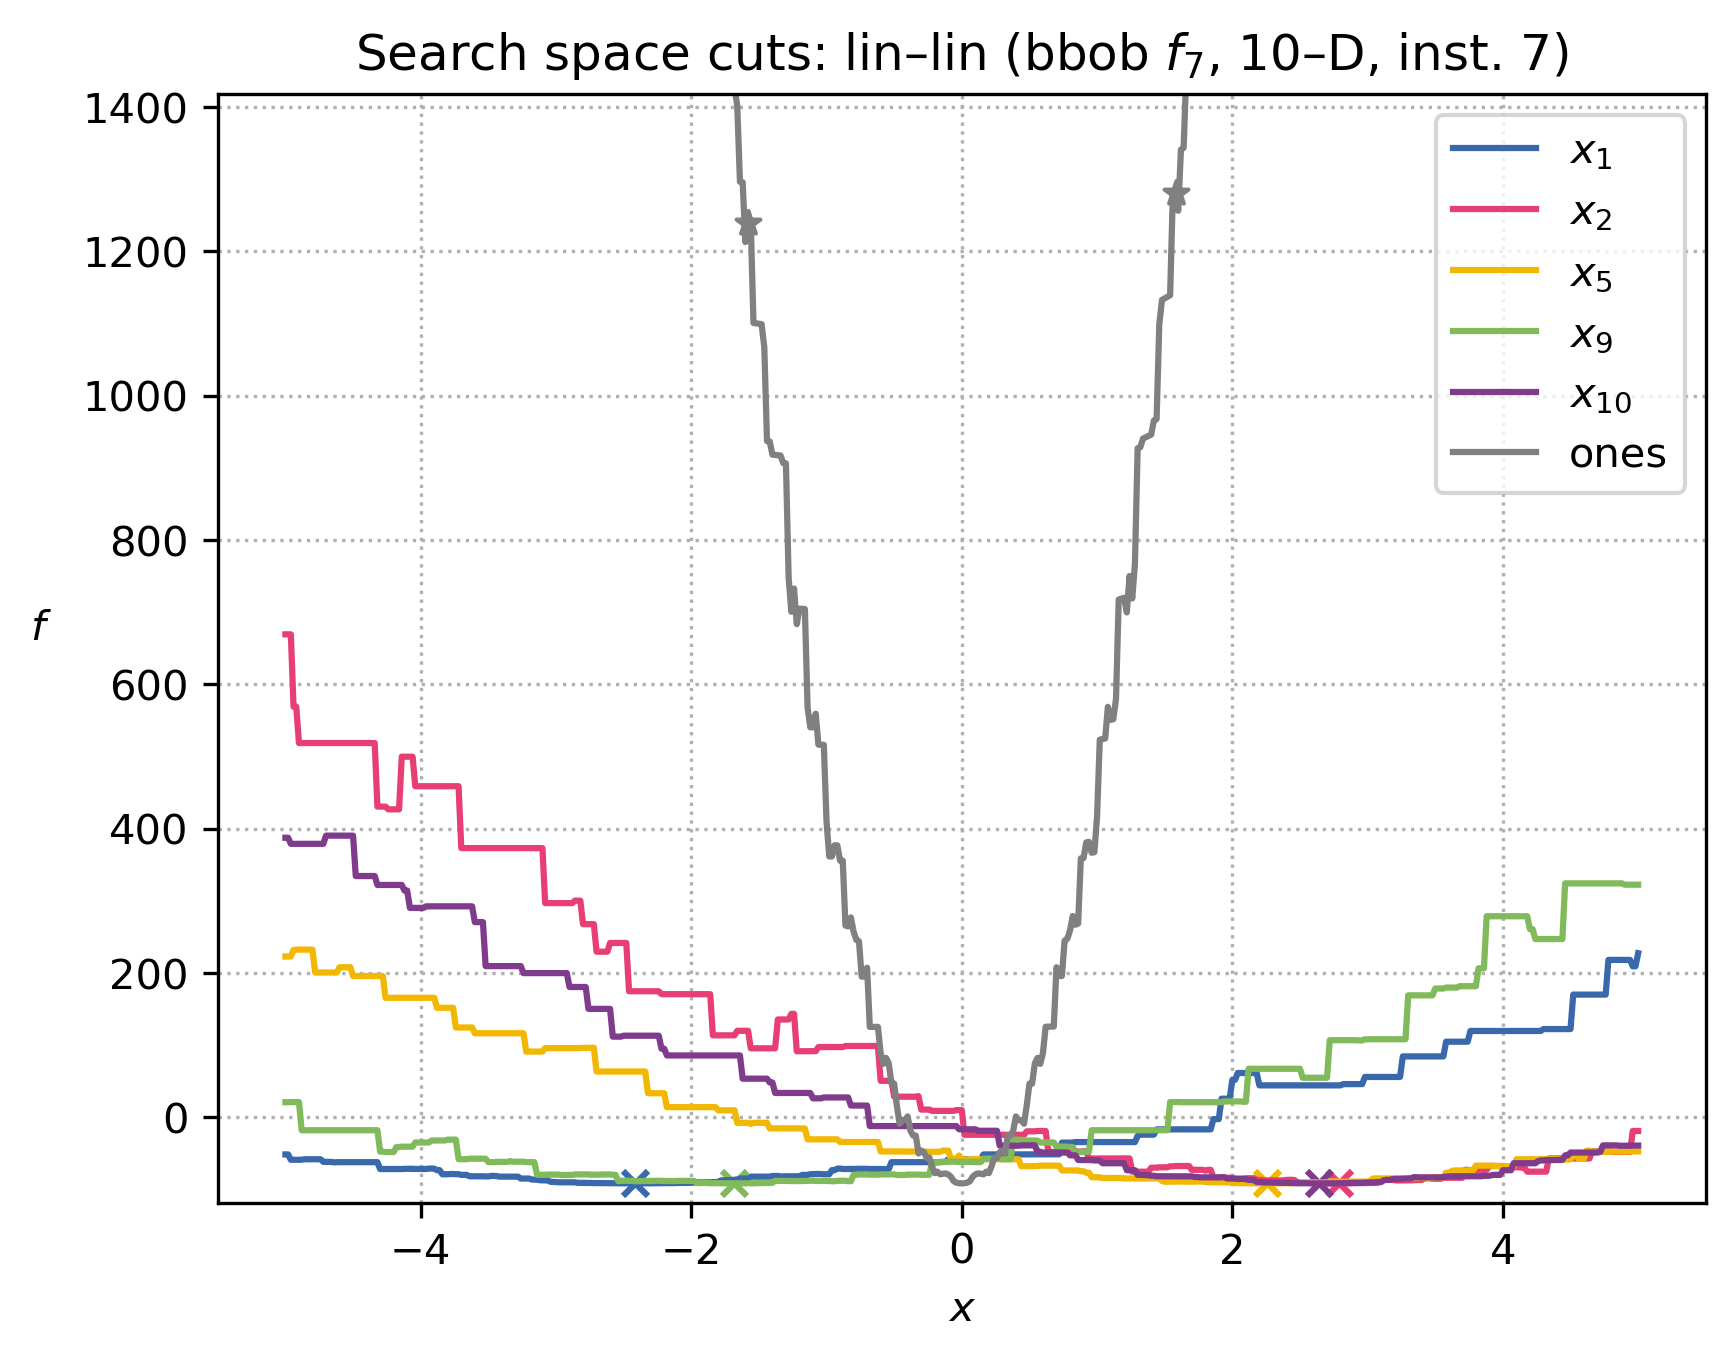 Search space cuts: lin–lin (bbob f₇, 10–D, inst. 7)
1400
1200
1000
800
600
400
200
0
f
−4
−2
0
2
4
x
x₁
x₂
x₅
x₉
x₁₀
ones